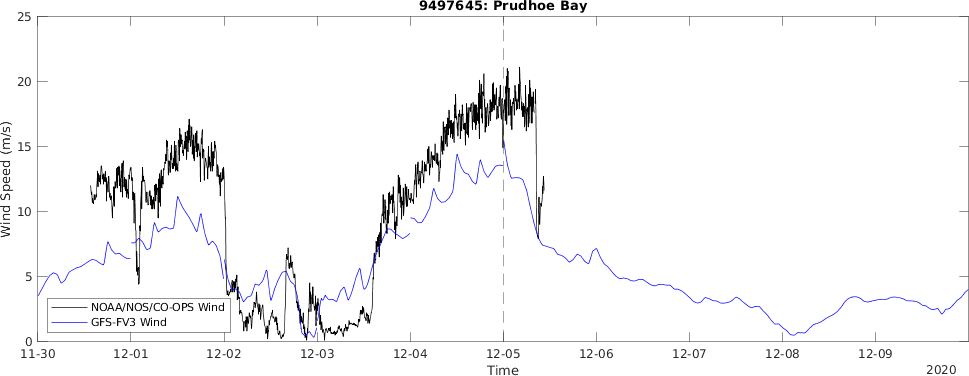 9497645: Prudhoe Bay
25
20
15
10
5
0
Wind Speed (m/s)
NOAA/NOS/CO-OPS Wind
GFS-FV3 Wind
11-30 12-01 12-02 12-03 12-04 12-05 12-06 12-07 12-08 12-09
Time
2020